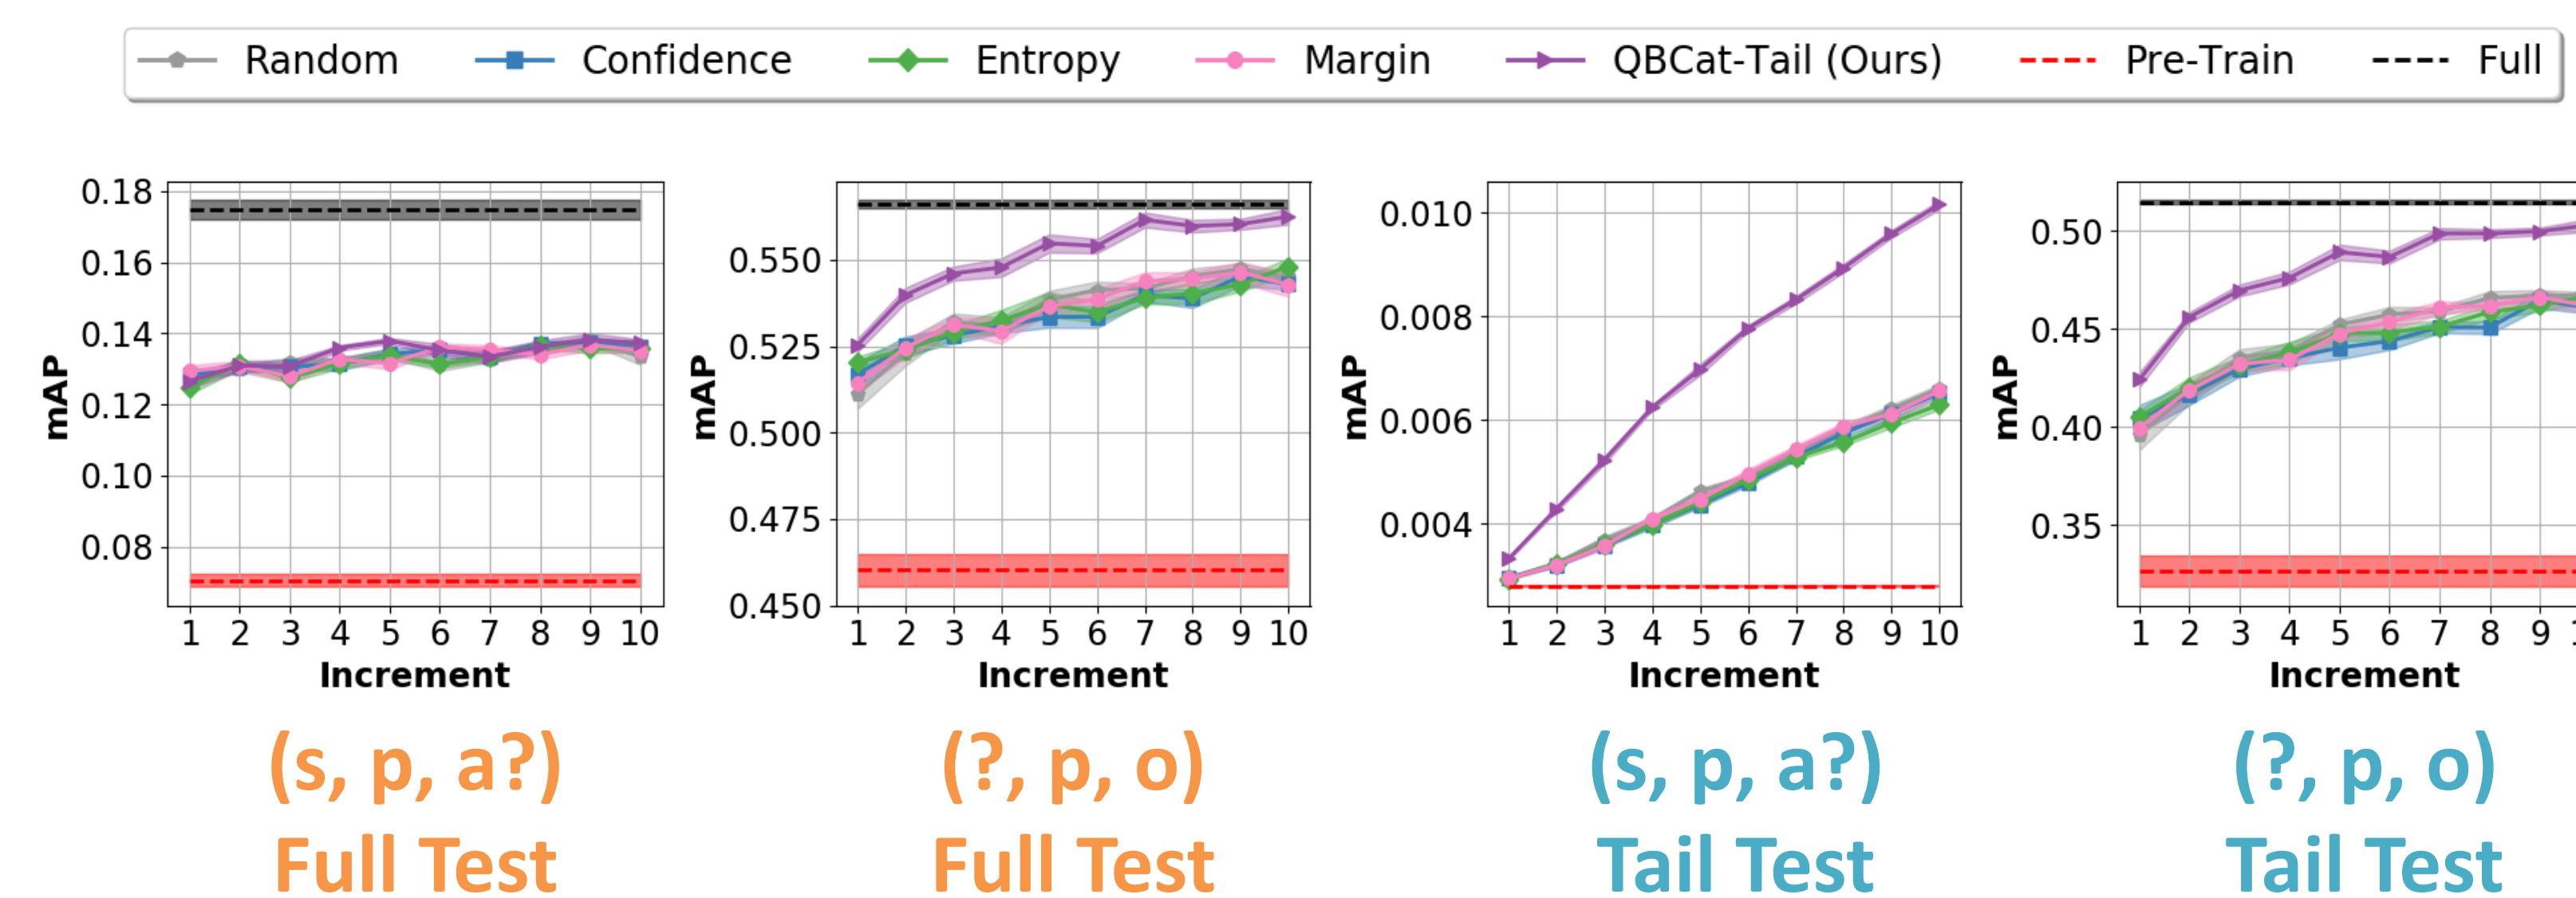 Random Confidence Entropy Margin QBCat-Tail (Ours) Pre-Train Full
0.18
0.16
0.14
0.12
0.10
0.08
mAP
1 2 3 4 5 6 7 8 9 10
Increment
(s, p, a?)
Full Test
0.550
0.525
0.500
0.475
0.450
mAP
1 2 3 4 5 6 7 8 9 10
Increment
(?, p, o)
Full Test
0.010
0.008
0.006
0.004
mAP
1 2 3 4 5 6 7 8 9 10
Increment
(s, p, a?)
Tail Test
0.50
0.45
0.40
0.35
mAP
1 2 3 4 5 6 7 8 9
Increment
(?, p, o)
Tail Test